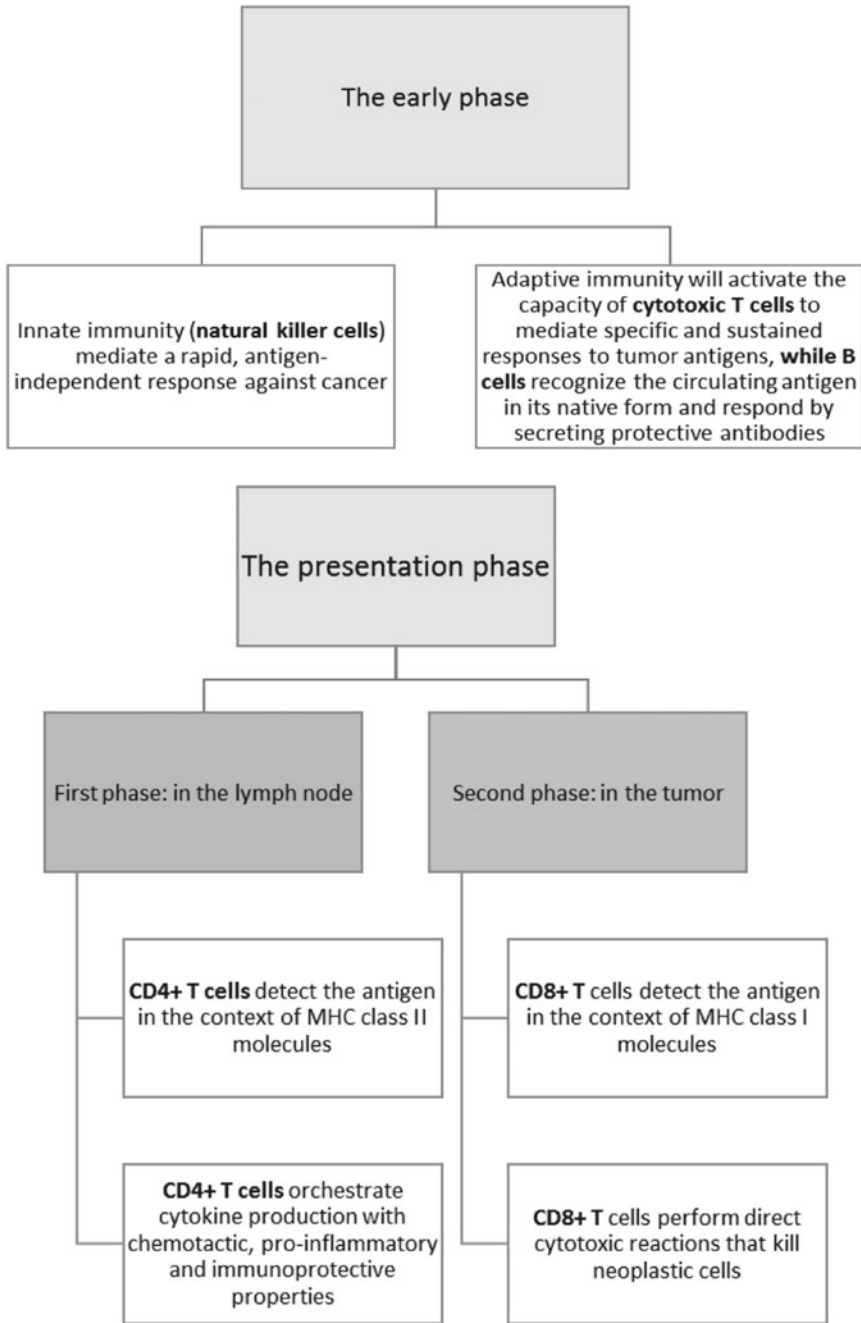 The early phase
Innate immunity (natural killer cells)
mediate a rapid, antigen-
independent response against cancer
Adaptive immunity will activate the
capacity of cytotoxic T cells to
mediate specific and sustained
responses to tumor antigens, while B
cells recognize the circulating antigen
in its native form and respond by
secreting protective antibodies
The presentation phase
First phase: in the lymph node
CD4+ T cells detect the antigen
in the context of MHC class II
molecules
CD4+ T cells orchestrate
cytokine production with
chemotactic, pro-inflammatory
and immunoprotective
properties
Second phase: in the tumor
CD8+ T cells detect the antigen
in the context of MHC class I
molecules
CD8+ T cells perform direct
cytotoxic reactions that kill
neoplastic cells